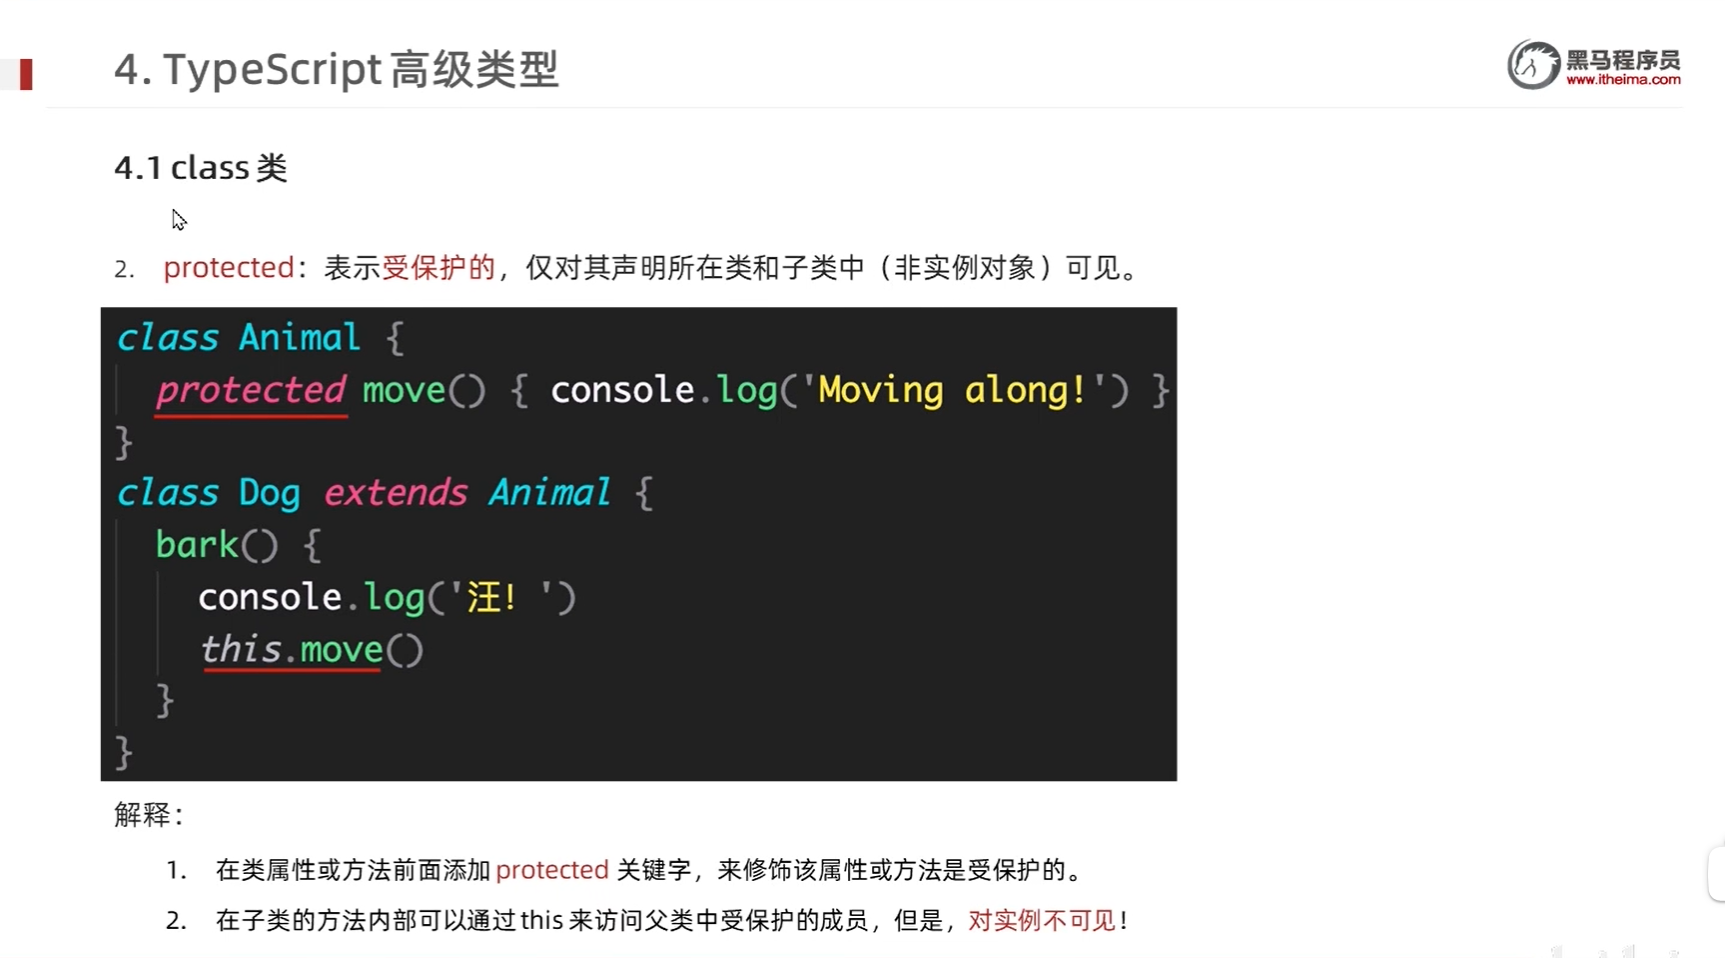 4. TypeScript 高级类型
黑马程序员
www.itheima.com
4.1 class 类
2. protected：表示受保护的，仅对其声明所在类和子类中（非实例对象）可见。
class Animal {
protected move() { console.log('Moving along!') }
}
class Dog extends Animal {
bark() {
console.log('汪！')
this.move()
}
}
解释：
1. 在类属性或方法前面添加 protected 关键字，来修饰该属性或方法是受保护的。
2. 在子类的方法内部可以通过 this 来访问父类中受保护的成员，但是，对实例不可见！